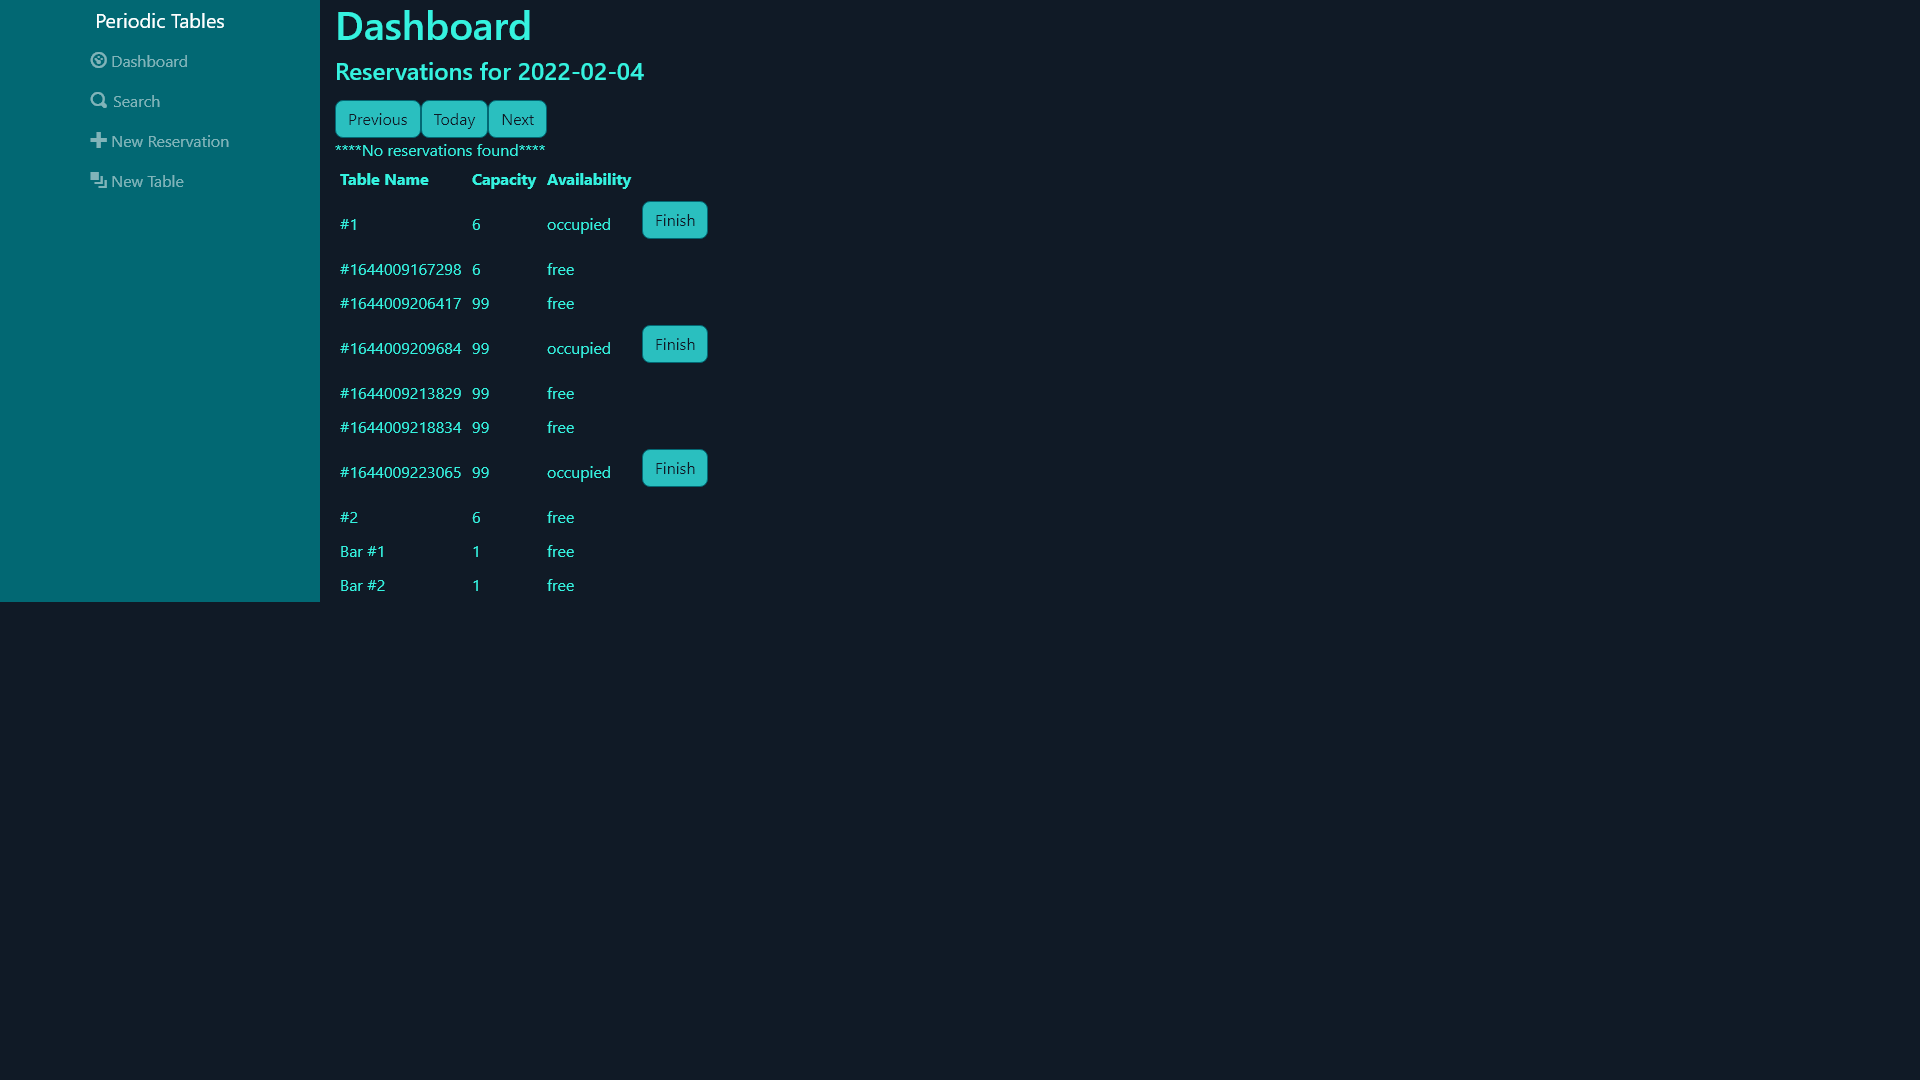 Periodic Tables
Dashboard
Search
New Reservation
New Table
Dashboard
Reservations for 2022-02-04
Previous Today Next
****No reservations found****
Table Name Capacity Availability
#1 6 occupied Finish
#1644009167298 6 free
#1644009206417 99 free
#1644009209684 99 occupied Finish
#1644009213829 99 free
#1644009218834 99 free
#1644009223065 99 occupied Finish
#2 6 free
Bar #1 1 free
Bar #2 1 free